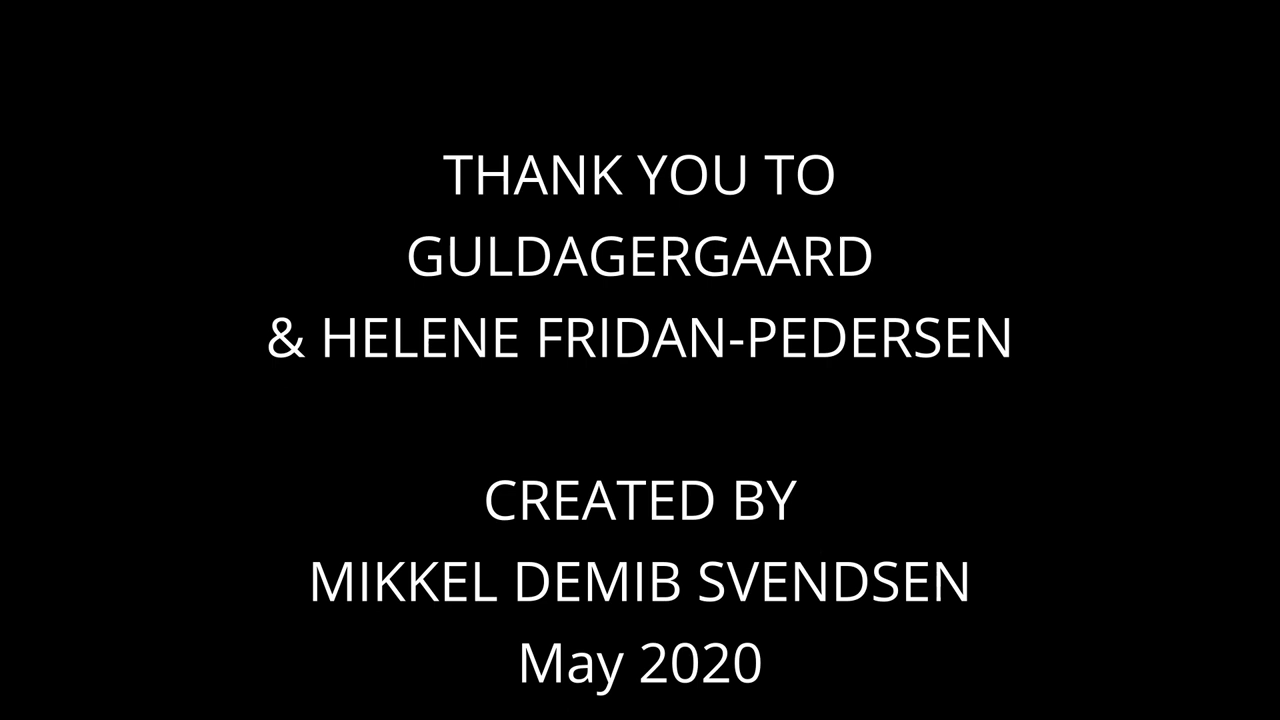 THANK YOU TO
GULDAGERGAARD
& HELENE FRIDAN-PEDERSEN
CREATED BY
MIKKEL DEMIB SVENDSEN
May 2020